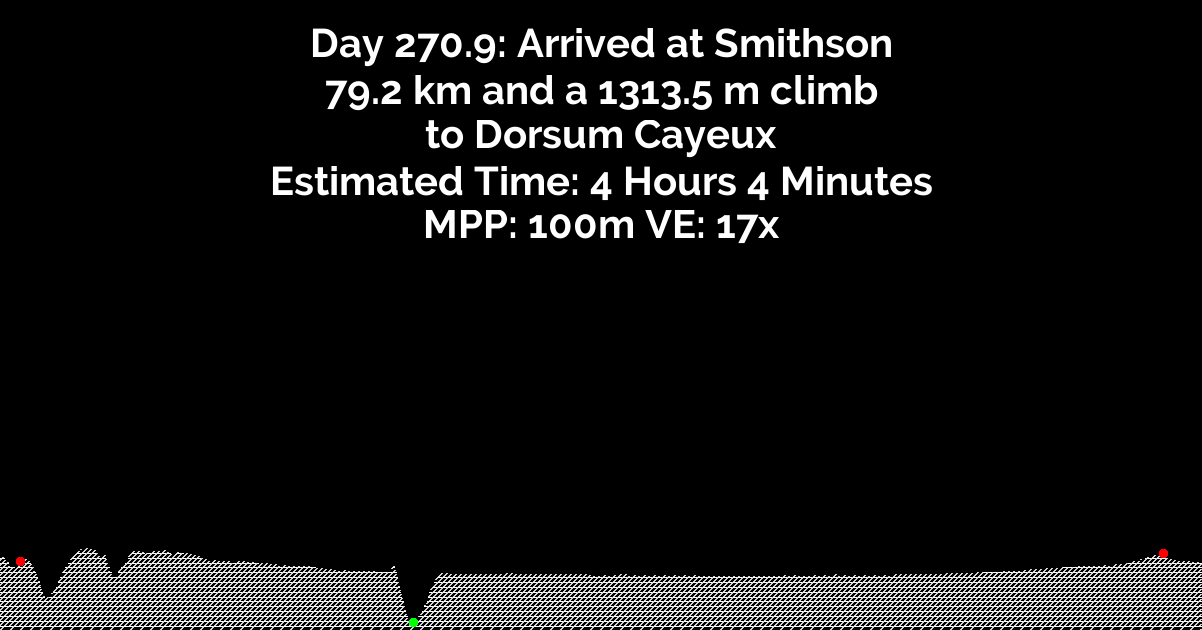 Day 270.9: Arrived at Smithson
79.2 km and a 1313.5 m climb
to Dorsum Cayeux
Estimated Time: 4 Hours 4 Minutes
MPP: 100m VE: 17x